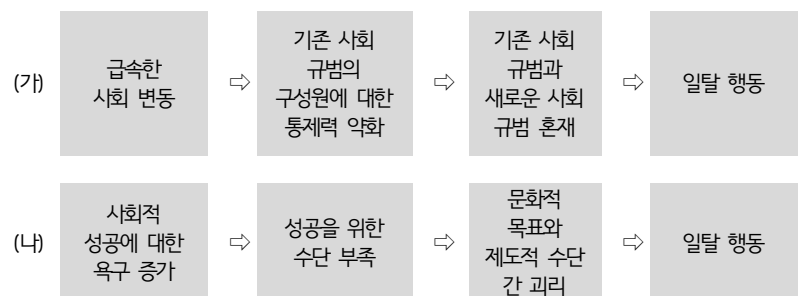 (가)
급속한
사회 변동
⇨
기존 사회
규범의
구성원에 대한
통제력 약화
⇨
기존 사회
규범과
새로운 사회
규범 혼재
⇨
일탈 행동
(나)
사회적
성공에 대한
욕구 증가
⇨
성공을 위한
수단 부족
⇨
문화적
목표와
제도적 수단
간 괴리
⇨
일탈 행동